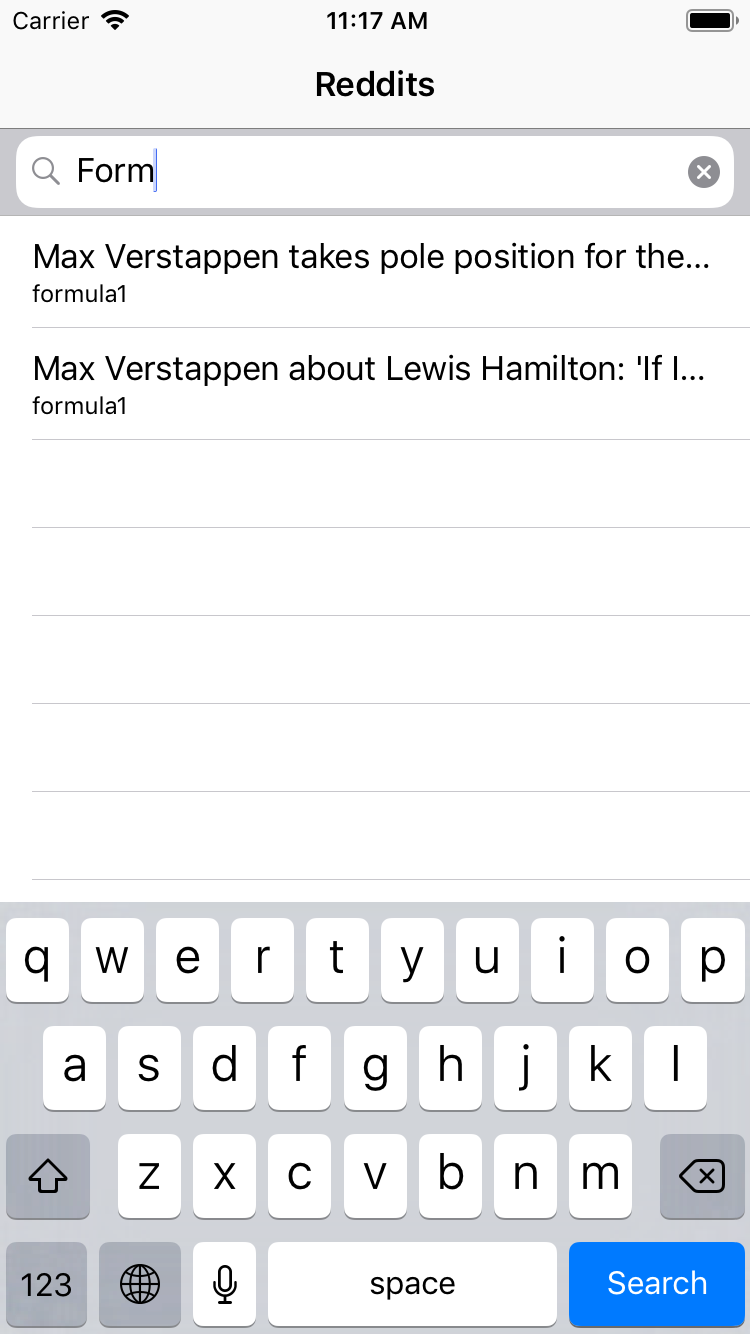 Carrier 11:17 AM
Reddits
Form
Max Verstappen takes pole position for the...
formula1
Max Verstappen about Lewis Hamilton: 'If I...
formula1
q w e r t y u i o p
a s d f g h j k l
z x c v b n m
123 space Search